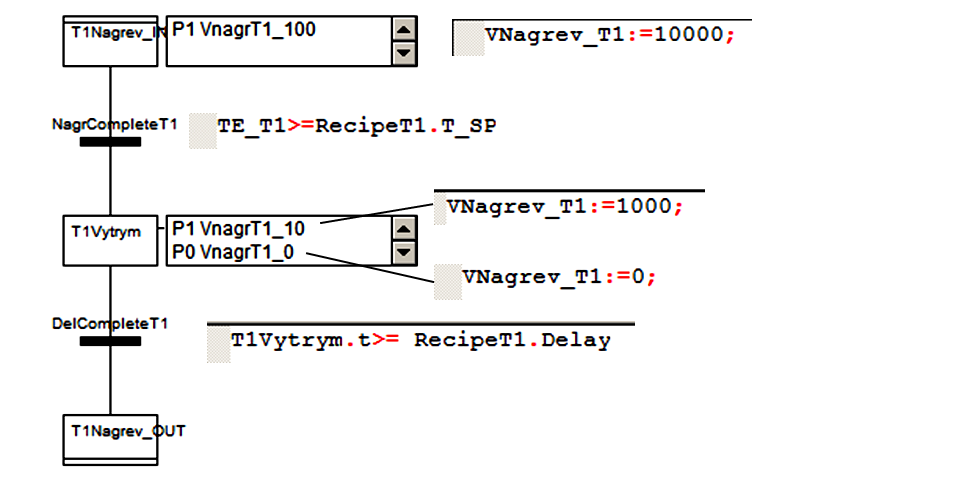 T1Nagrev_IN
P1 VnagrT1_100
VNagrev_T1:=10000;
NagrCompleteT1
TE_T1>=RecipeT1.T_SP
VNagrev_T1:=1000;
T1Vytrym
P1 VnagrT1_10
P0 VnagrT1_0
VNagrev_T1:=0;
DelCompleteT1
T1Vytrym.t>= RecipeT1.Delay
T1Nagrev_OUT